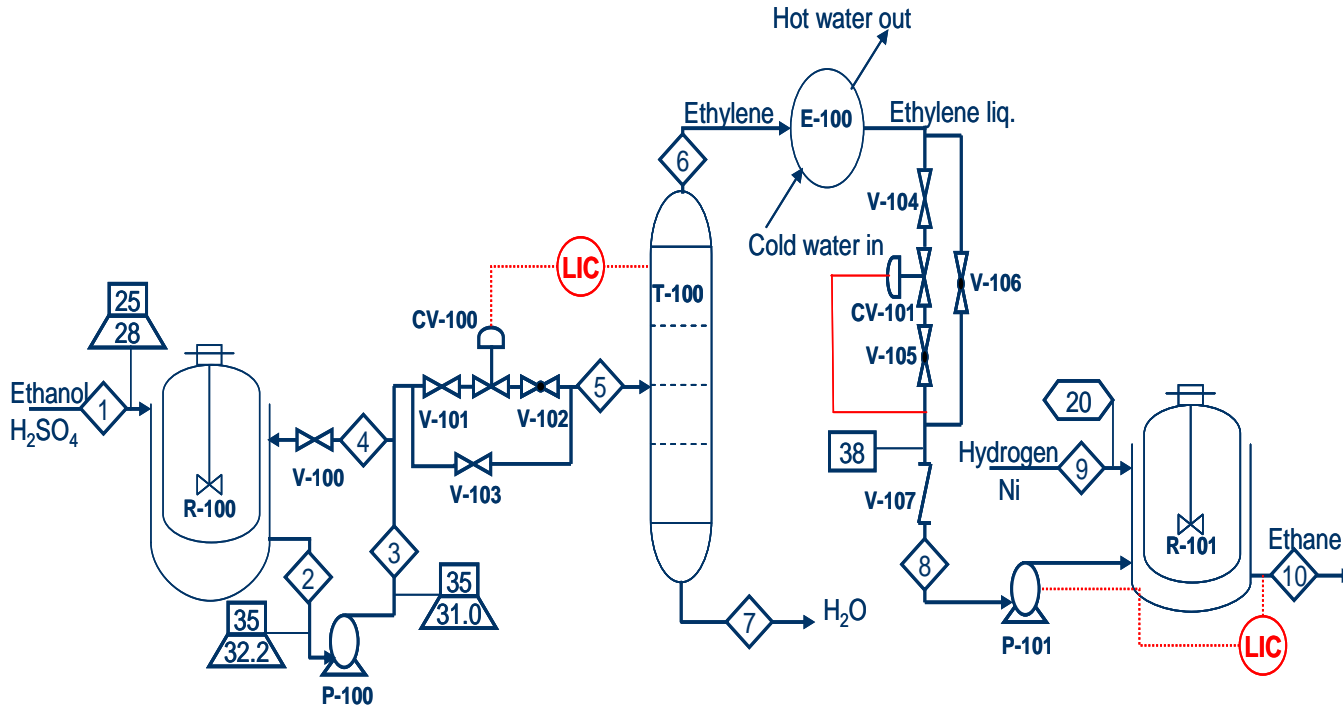 Hot water out
Ethylene
E-100
Ethylene liq.
6
V-104
Cold water in
LIC
T-100
V-106
25
28
CV-100
CV-101
V-105
Ethanol
1
H₂SO₄
5
V-101
V-102
20
4
V-100
38
Hydrogen
9
Ni
V-103
V-107
R-100
3
R-101
Ethane
2
8
10
35
31.0
35
32.2
7
H₂O
P-100
P-101
LIC